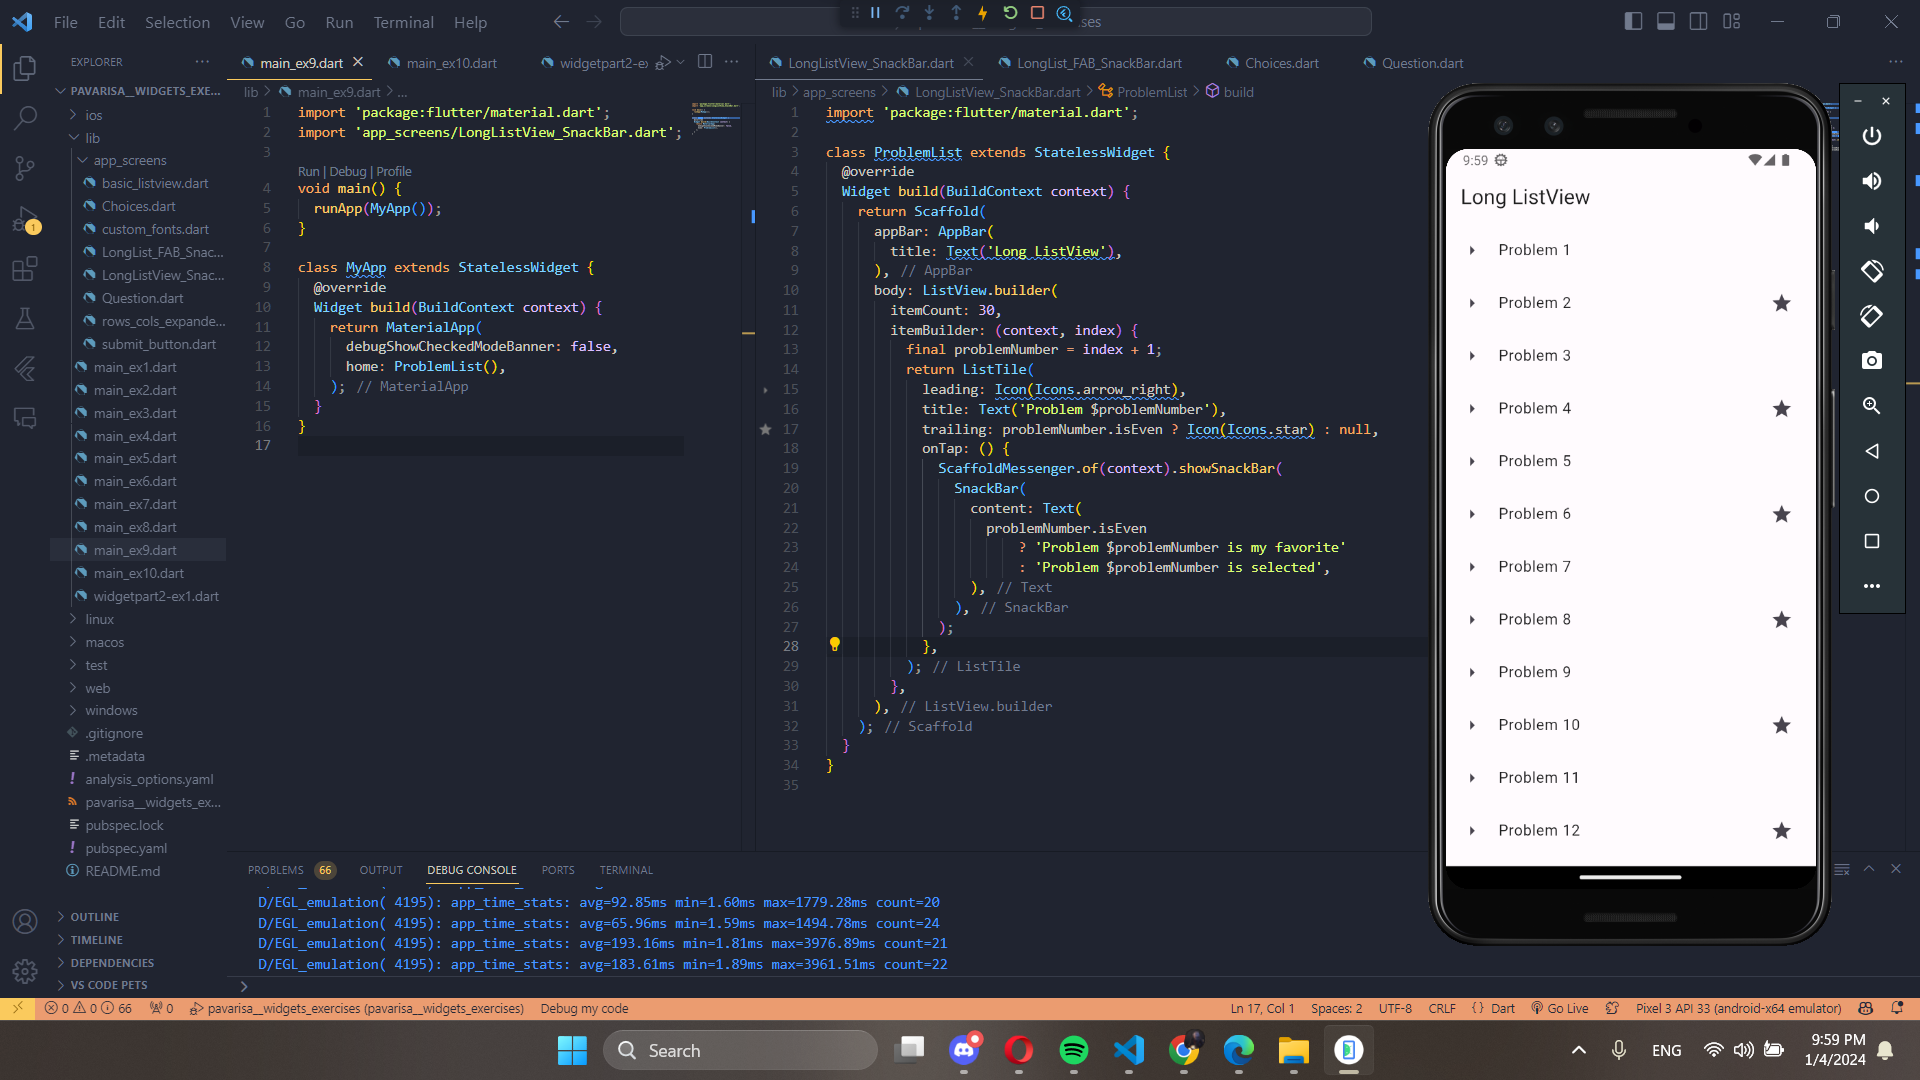 File Edit Selection View Go Run Terminal Help
ses
EXPLORER
PAVARISA__WIDGETS_EXE...
ios
lib
app_screens
basic_listview.dart
Choices.dart
custom_fonts.dart
LongList_FAB_Snac...
LongListView_Snac...
Question.dart
rows_cols_expande...
submit_button.dart
main_ex1.dart
main_ex2.dart
main_ex3.dart
main_ex4.dart
main_ex5.dart
main_ex6.dart
main_ex7.dart
main_ex8.dart
main_ex9.dart
main_ex10.dart
widgetpart2-ex1.dart
linux
macos
test
web
windows
.gitignore
.metadata
analysis_options.yaml
pavarisa__widgets_ex...
pubspec.lock
pubspec.yaml
README.md
OUTLINE
TIMELINE
DEPENDENCIES
VS CODE PETS
1
main_ex9.dart main_ex10.dart widgetpart2-ex
lib > main_ex9.dart > ...
1 import 'package:flutter/material.dart';
2 import 'app_screens/LongListView_SnackBar.dart';
3
Run | Debug | Profile
4 void main() {
5 runApp(MyApp());
6 }
7
8 class MyApp extends StatelessWidget {
9 @override
10 Widget build(BuildContext context) {
11 return MaterialApp(
12 debugShowCheckedModeBanner: false,
13 home: ProblemList(),
14 ); // MaterialApp
15 }
16 }
17
LongListView_SnackBar.dart LongList_FAB_SnackBar.dart Choices.dart Question.dart
lib > app_screens > LongListView_SnackBar.dart > ProblemList > build
1 import 'package:flutter/material.dart';
2
3 class ProblemList extends StatelessWidget {
4 @override
5 Widget build(BuildContext context) {
6 return Scaffold(
7 appBar: AppBar(
8 title: Text('Long ListView'),
9 ), // AppBar
10 body: ListView.builder(
11 itemCount: 30,
12 itemBuilder: (context, index) {
13 final problemNumber = index + 1;
14 return ListTile(
15 leading: Icon(Icons.arrow_right),
16 title: Text('Problem $problemNumber'),
17 trailing: problemNumber.isEven ? Icon(Icons.star) : null,
18 onTap: () {
19 ScaffoldMessenger.of(context).showSnackBar(
20 SnackBar(
21 content: Text(
22 problemNumber.isEven
23 ? 'Problem $problemNumber is my favorite'
24 : 'Problem $problemNumber is selected',
25 ), // Text
26 ), // SnackBar
27 );
28 },
29 ); // ListTile
30 },
31 ), // ListView.builder
32 ); // Scaffold
33 }
34 }
35
9:59
Long ListView
Problem 1
Problem 2
Problem 3
Problem 4
Problem 5
Problem 6
Problem 7
Problem 8
Problem 9
Problem 10
Problem 11
Problem 12
PROBLEMS 66 OUTPUT DEBUG CONSOLE PORTS TERMINAL
D/EGL_emulation( 4195): app_time_stats: avg=92.85ms min=1.60ms max=1779.28ms count=20
D/EGL_emulation( 4195): app_time_stats: avg=65.96ms min=1.59ms max=1494.78ms count=24
D/EGL_emulation( 4195): app_time_stats: avg=193.16ms min=1.81ms max=3976.89ms count=21
D/EGL_emulation( 4195): app_time_stats: avg=183.61ms min=1.89ms max=3961.51ms count=22
0 0 66 0 pavarisa__widgets_exercises (pavarisa__widgets_exercises) Debug my code Ln 17, Col 1 Spaces: 2 UTF-8 CRLF { } Dart Go Live Pixel 3 API 33 (android-x64 emulator)
Search ENG 9:59 PM
1/4/2024